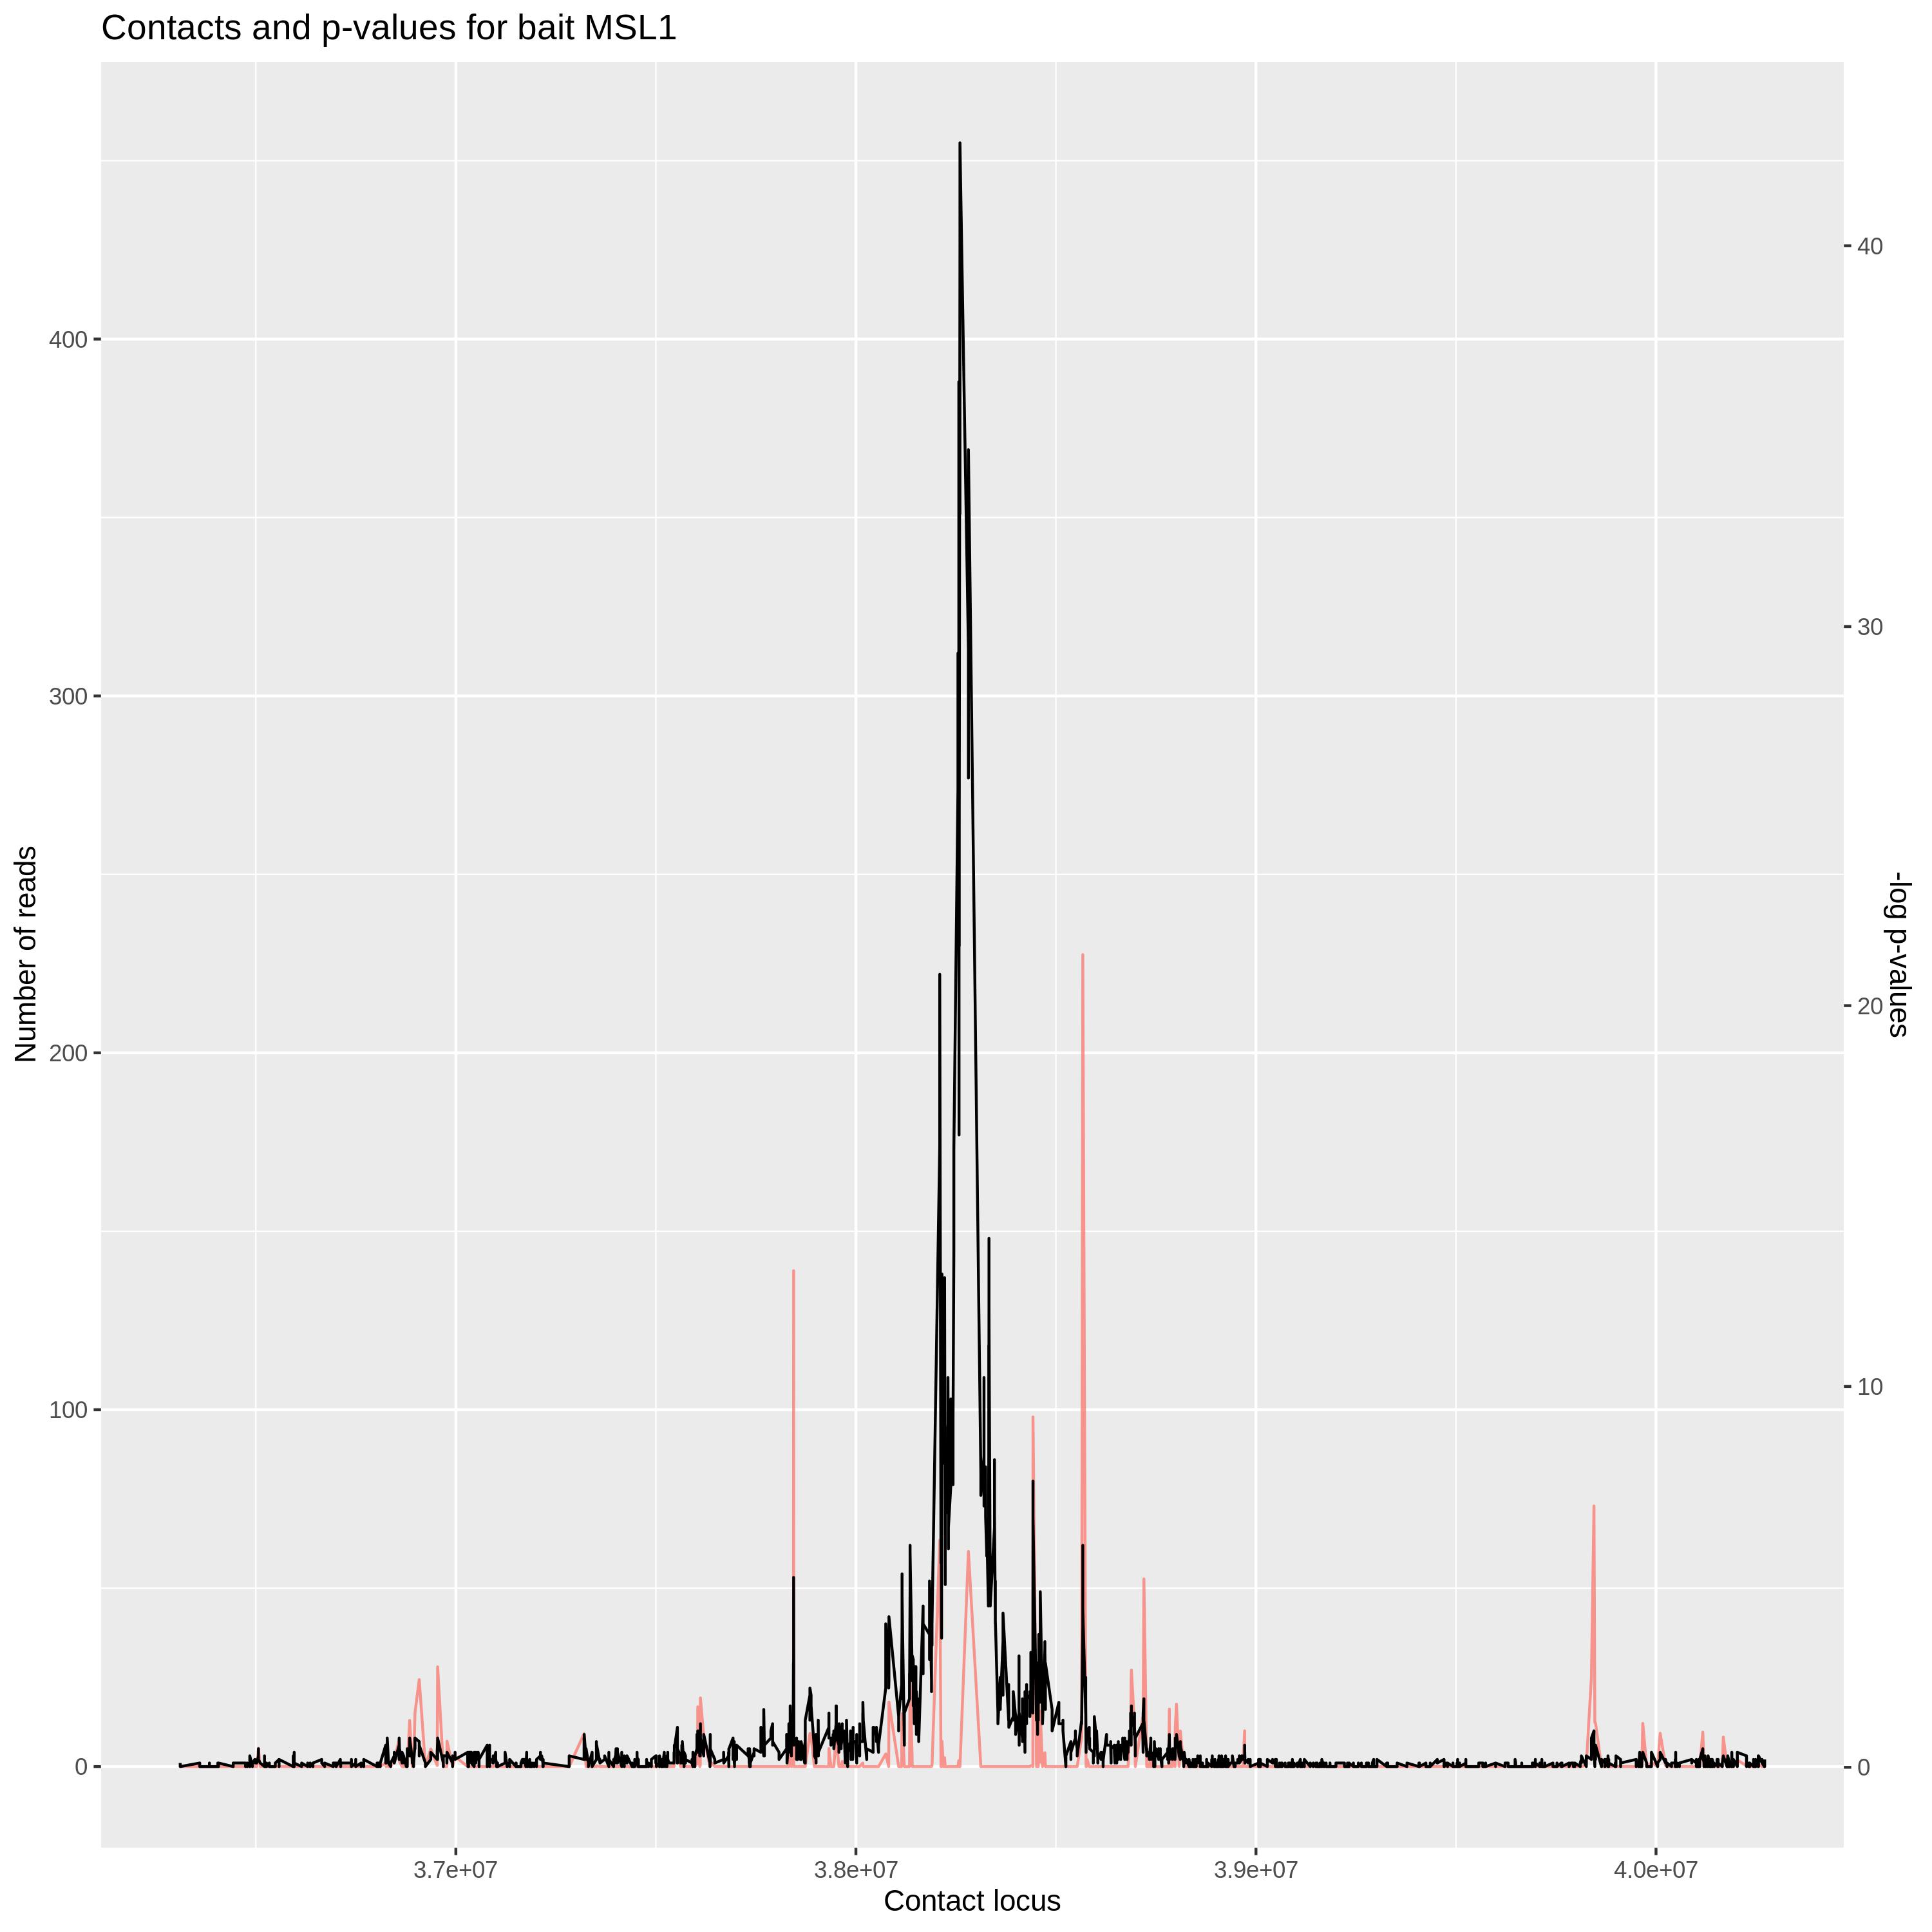 Contacts and p-values for bait MSL1
Number of reads
400
300
200
100
0
40
30
20
10
0
-log p-values
3.7e+07 3.8e+07 3.9e+07 4.0e+07
Contact locus